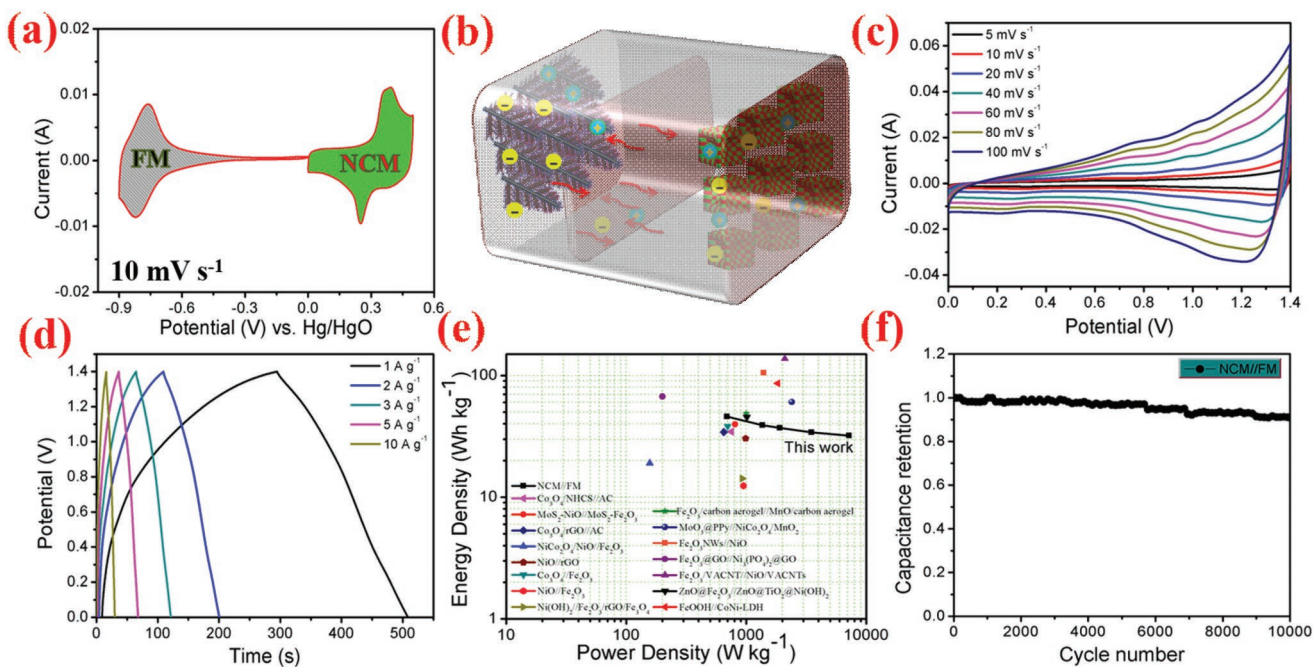 (a)
0.02
0.01
0.00
-0.01
-0.02
Current (A)
FM
NCM
10 mV s⁻¹
-0.9 -0.6 -0.3 0.0 0.3 0.6
Potential (V) vs. Hg/HgO
(b)
(c)
0.06
0.04
0.02
0.00
-0.02
-0.04
Current (A)
5 mV s⁻¹
10 mV s⁻¹
20 mV s⁻¹
40 mV s⁻¹
60 mV s⁻¹
80 mV s⁻¹
100 mV s⁻¹
0.0 0.2 0.4 0.6 0.8 1.0 1.2 1.4
Potential (V)
(d)
1.6
1.4
1.2
1.0
0.8
0.6
0.4
0.2
0.0
Potential (V)
1 A g⁻¹
2 A g⁻¹
3 A g⁻¹
5 A g⁻¹
10 A g⁻¹
0 50 100 150 200 250 300 350 400 450 500
Time (s)
(e)
100
10
1
Energy Density (Wh kg⁻¹)
This work
NCM//FM
Co₃O₄/NHCS//AC
MoS₂-NiO//MoS₂-Fe₂O₃
Co₃O₄/rGO//AC
NiCo₂O₄/NiO//Fe₂O₃
NiO//rGO
Co₃O₄//Fe₂O₃
NiO//Fe₂O₃
Ni(OH)₂//Fe₂O₃/rGO/Fe₃O₄
Fe₂O₃/carbon aerogel//MnO/carbon aerogel
MoO₃@PPy//NiCo₂O₄/MnO₂
Fe₂O₃NWs//NiO
Fe₂O₃@GO//Ni₃(PO₄)₂@GO
Fe₂O₃/VACNT//NiO/VACNTs
ZnO@Fe₂O₃//ZnO@TiO₂@Ni(OH)₂
FeOOH//CoNi-LDH
10 100 1000 10000
Power Density (W kg⁻¹)
(f)
1.2
1.0
0.8
0.6
0.4
0.2
0.0
Capacitance retention
NCM//FM
0 2000 4000 6000 8000 10000
Cycle number